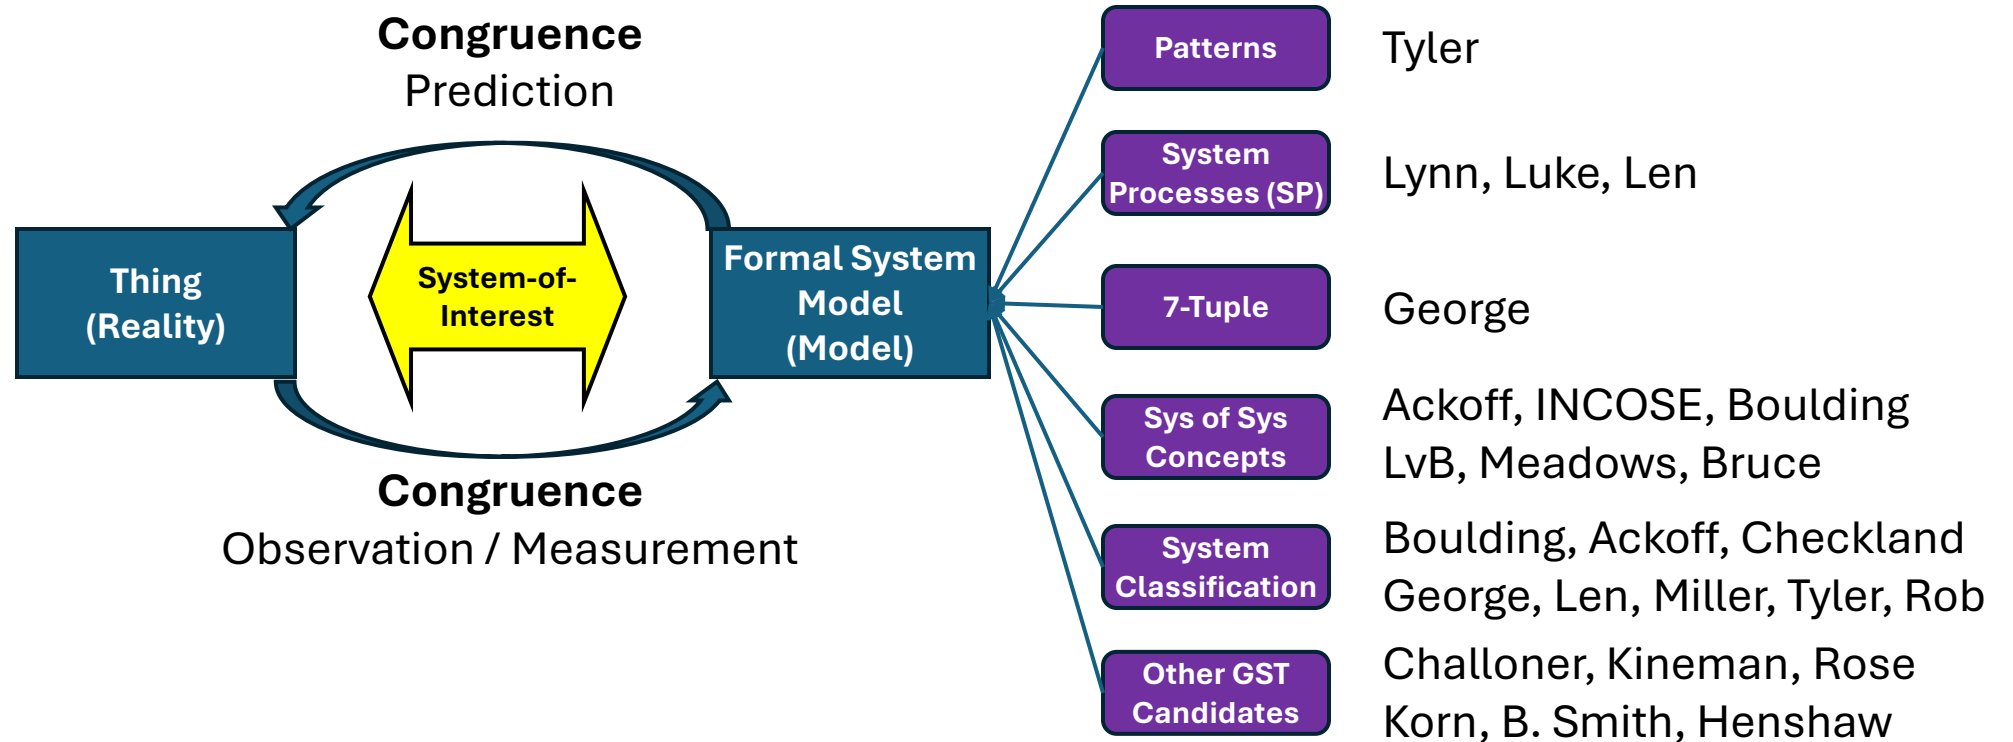 Congruence
Prediction
Thing
(Reality)
System-of-
Interest
Formal System
Model
(Model)
Congruence
Observation / Measurement
Patterns
Tyler
System
Processes (SP)
Lynn, Luke, Len
7-Tuple
George
Sys of Sys
Concepts
Ackoff, INCOSE, Boulding
LvB, Meadows, Bruce
System
Classification
Boulding, Ackoff, Checkland
George, Len, Miller, Tyler, Rob
Other GST
Candidates
Challoner, Kineman, Rose
Korn, B. Smith, Henshaw